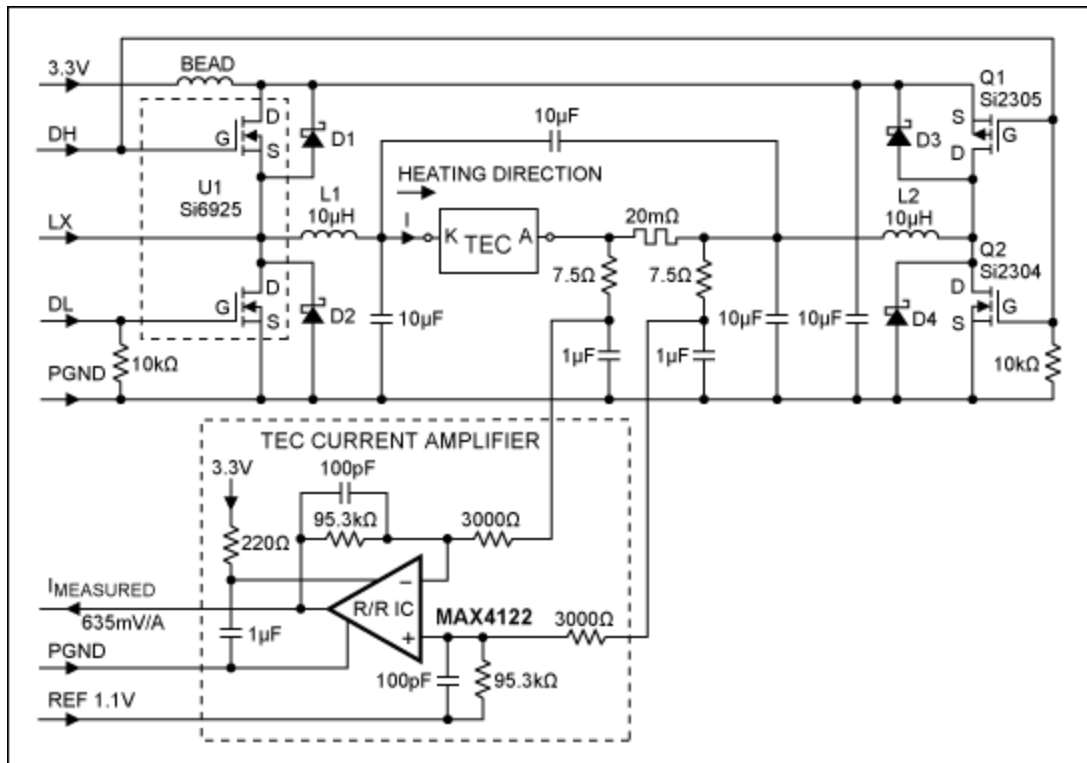 3.3V
BEAD
Q1
Si2305
DH
G
D
S
D1
10µF
D3
S
G
D
U1
Si6925
HEATING DIRECTION
L1
10µH
I
K
TEC
A
20mΩ
L2
10µH
LX
Q2
Si2304
7.5Ω
7.5Ω
DL
G
D
S
D2
10µF
10µF
10µF
D4
D
G
S
1µF
1µF
10kΩ
10kΩ
PGND
TEC CURRENT AMPLIFIER
3.3V
100pF
95.3kΩ
3000Ω
220Ω
IMEASURED
635mV/A
−
R/R IC
+
MAX4122
3000Ω
1µF
PGND
100pF
95.3kΩ
REF 1.1V